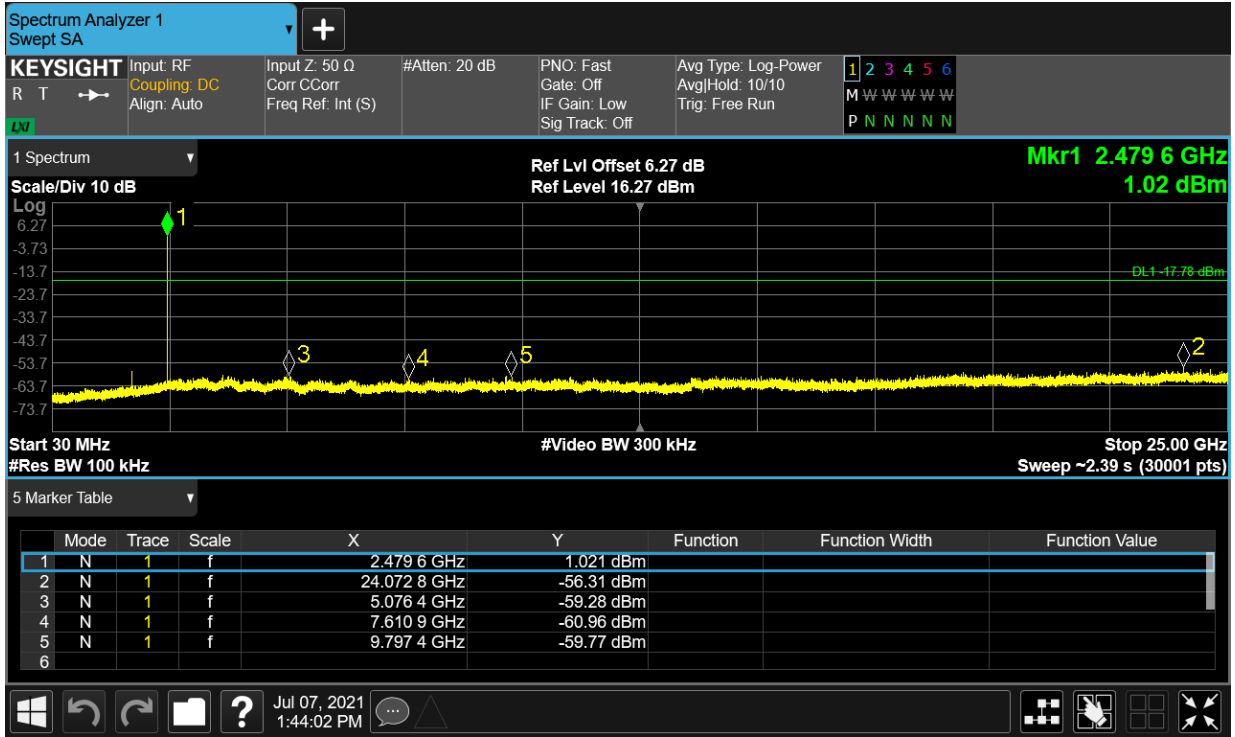 Spectrum Analyzer 1
Swept SA
+
KEYSIGHT Input: RF Input Z: 50 Ω #Atten: 20 dB PNO: Fast Avg Type: Log-Power 1 2 3 4 5 6
R T Coupling: DC Corr CCorr Gate: Off Avg|Hold: 10/10 M W W W W W
Align: Auto Freq Ref: Int (S) IF Gain: Low Trig: Free Run
LXI Sig Track: Off P N N N N N
1 Spectrum Ref Lvl Offset 6.27 dB Mkr1 2.479 6 GHz
Scale/Div 10 dB Ref Level 16.27 dBm 1.02 dBm
Log
1
6.27
-3.73
-13.7 DL1 -17.78 dBm
-23.7
-33.7
-43.7
3 4 5 2
-53.7
-63.7
-73.7
Start 30 MHz #Video BW 300 kHz Stop 25.00 GHz
#Res BW 100 kHz Sweep ~2.39 s (30001 pts)
5 Marker Table
Mode Trace Scale X Y Function Function Width Function Value
1 N 1 f 2.479 6 GHz 1.021 dBm
2 N 1 f 24.072 8 GHz -56.31 dBm
3 N 1 f 5.076 4 GHz -59.28 dBm
4 N 1 f 7.610 9 GHz -60.96 dBm
5 N 1 f 9.797 4 GHz -59.77 dBm
6
? Jul 07, 2021
1:44:02 PM